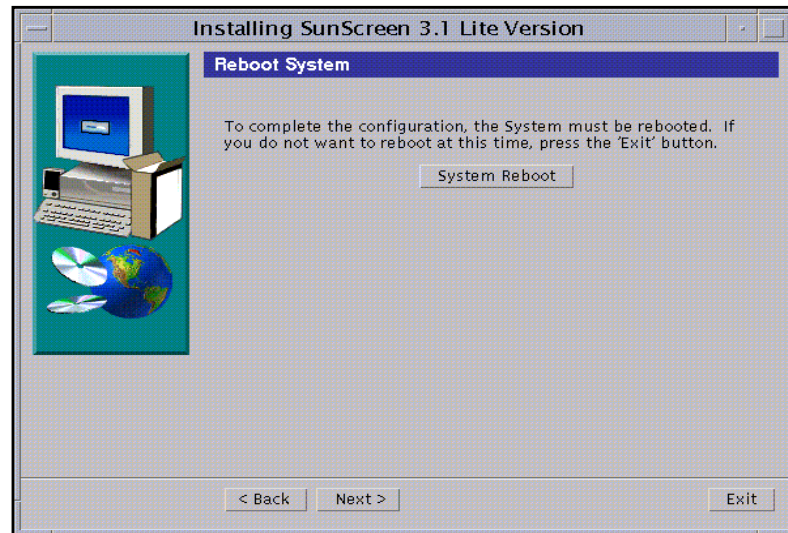 Installing SunScreen 3.1 Lite Version
Reboot System
To complete the configuration, the System must be rebooted. If
you do not want to reboot at this time, press the 'Exit' button.
System Reboot
< Back
Next >
Exit